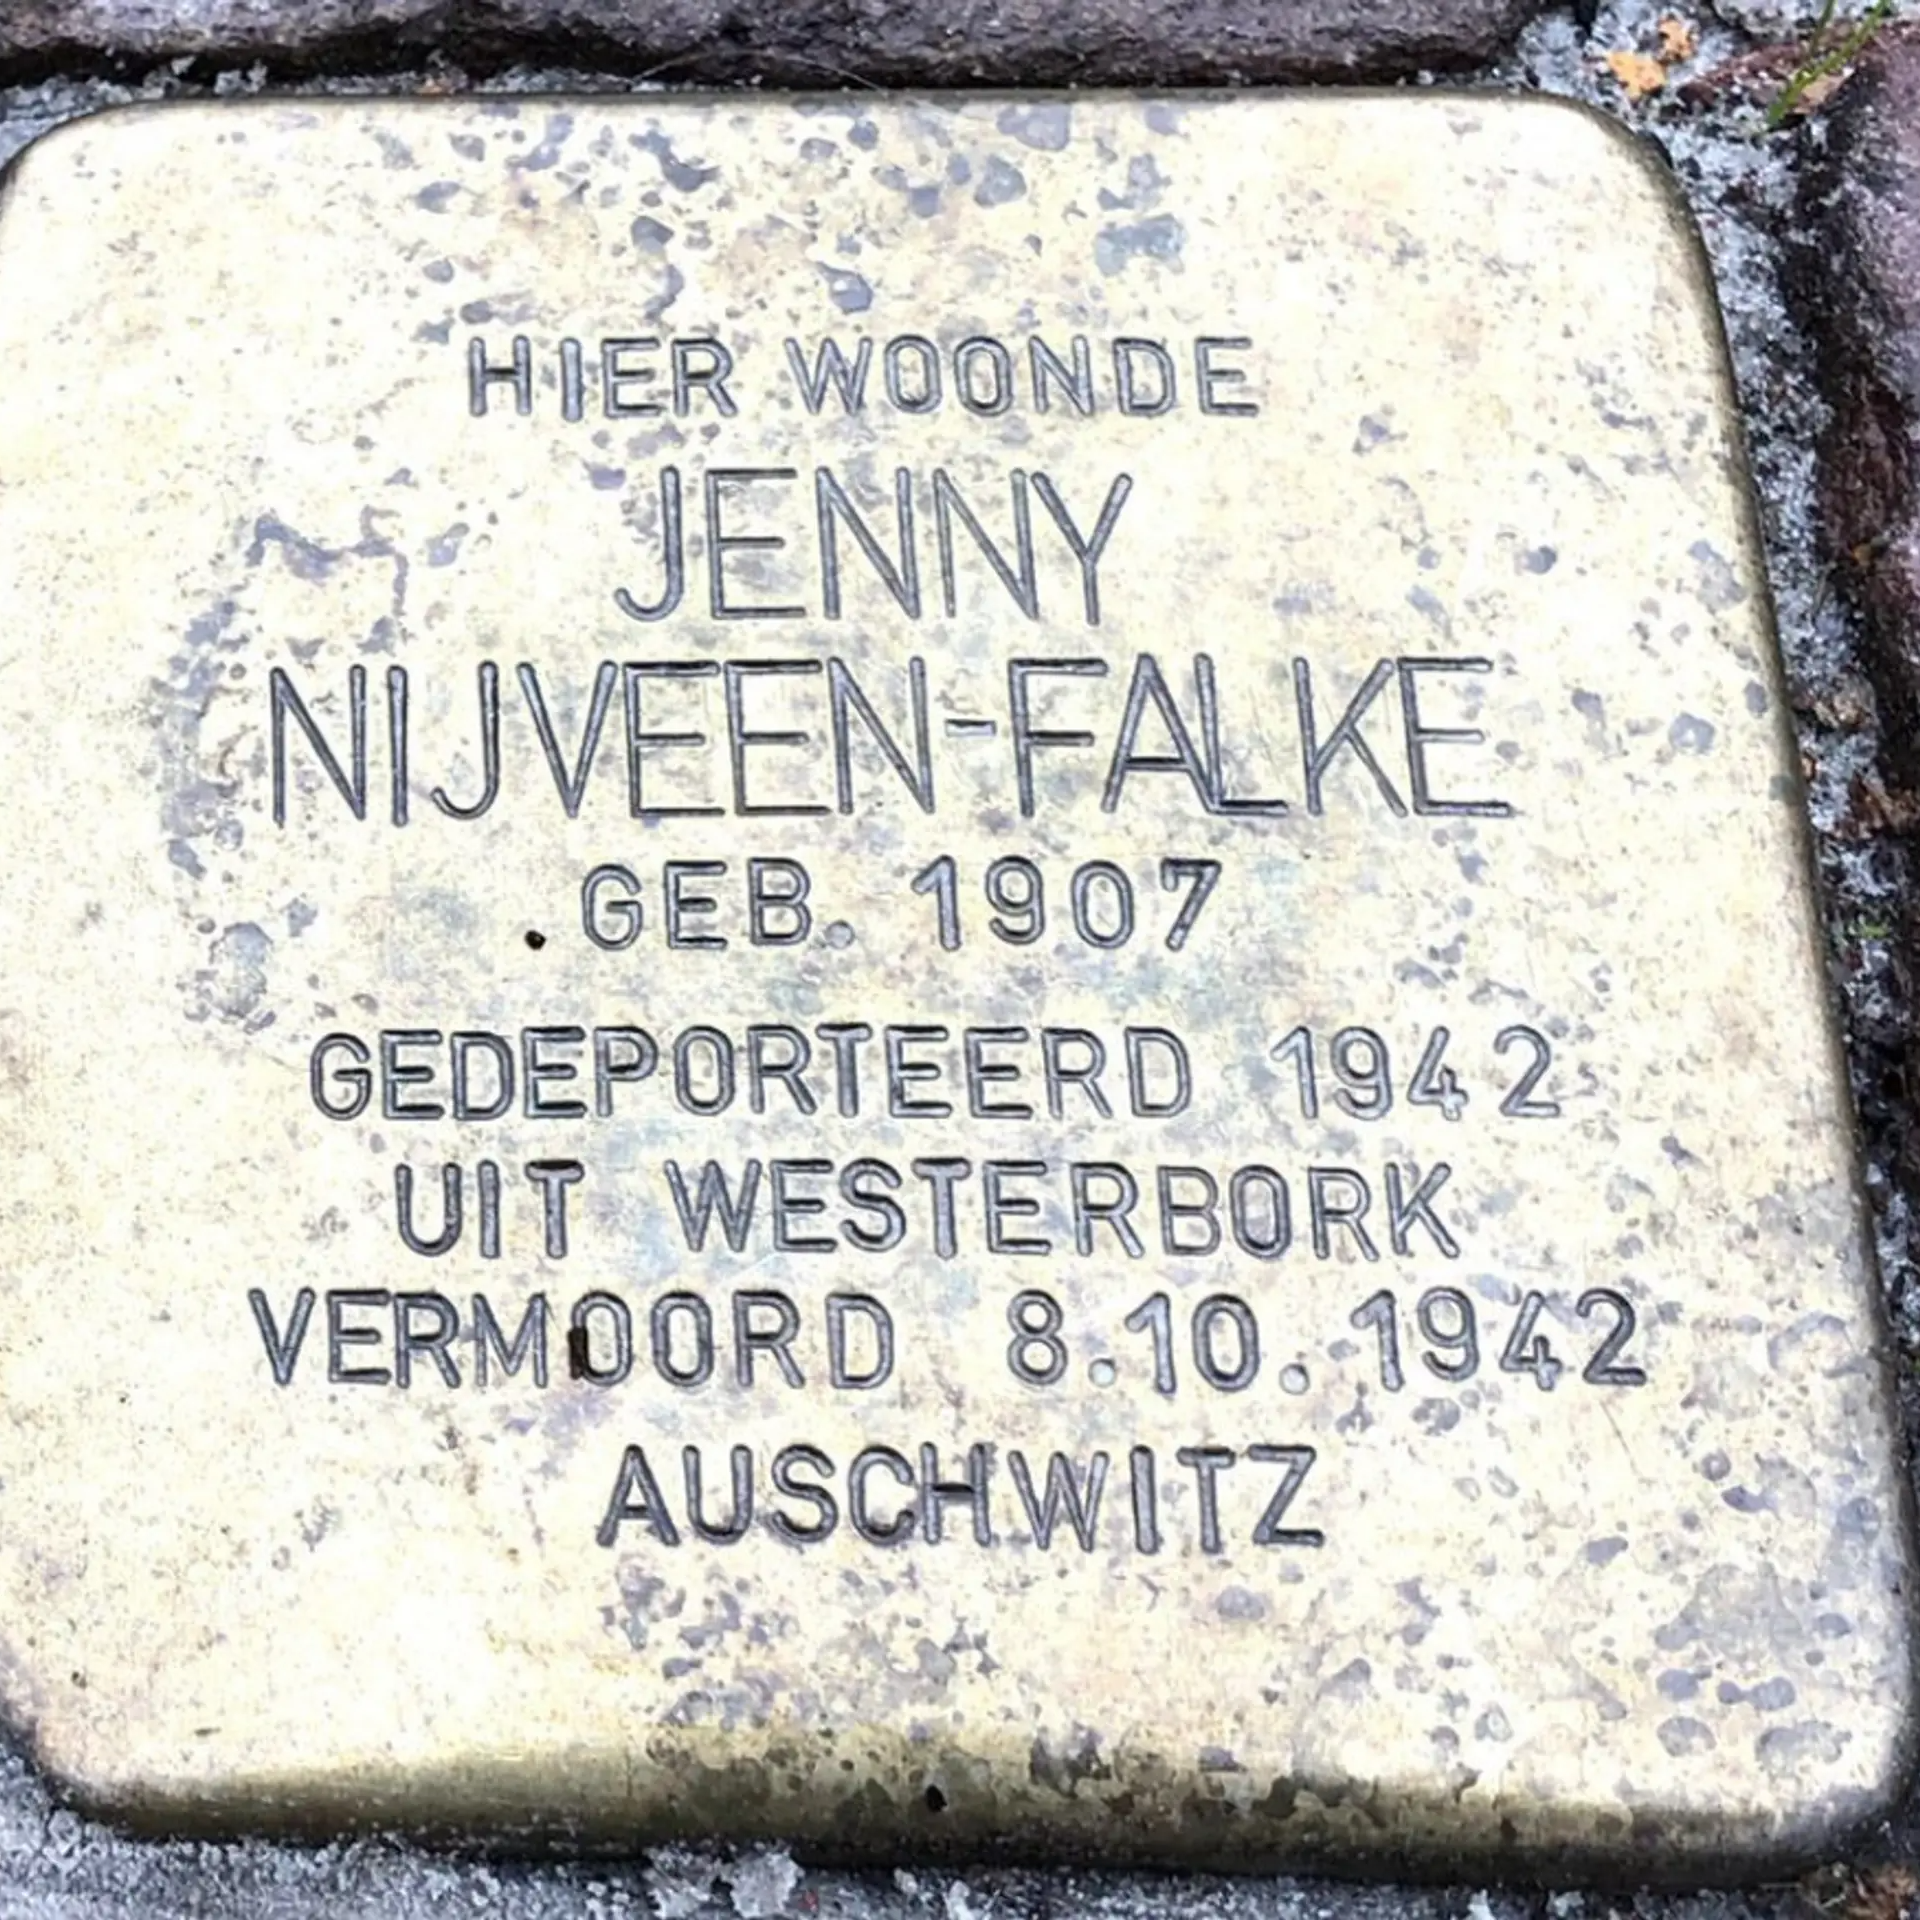 HIER WOONDE
JENNY
NIJVEEN-FALKE
GEB. 1907
GEDEPORTEERD 1942
UIT WESTERBORK
VERMOORD 8.10.1942
AUSCHWITZ